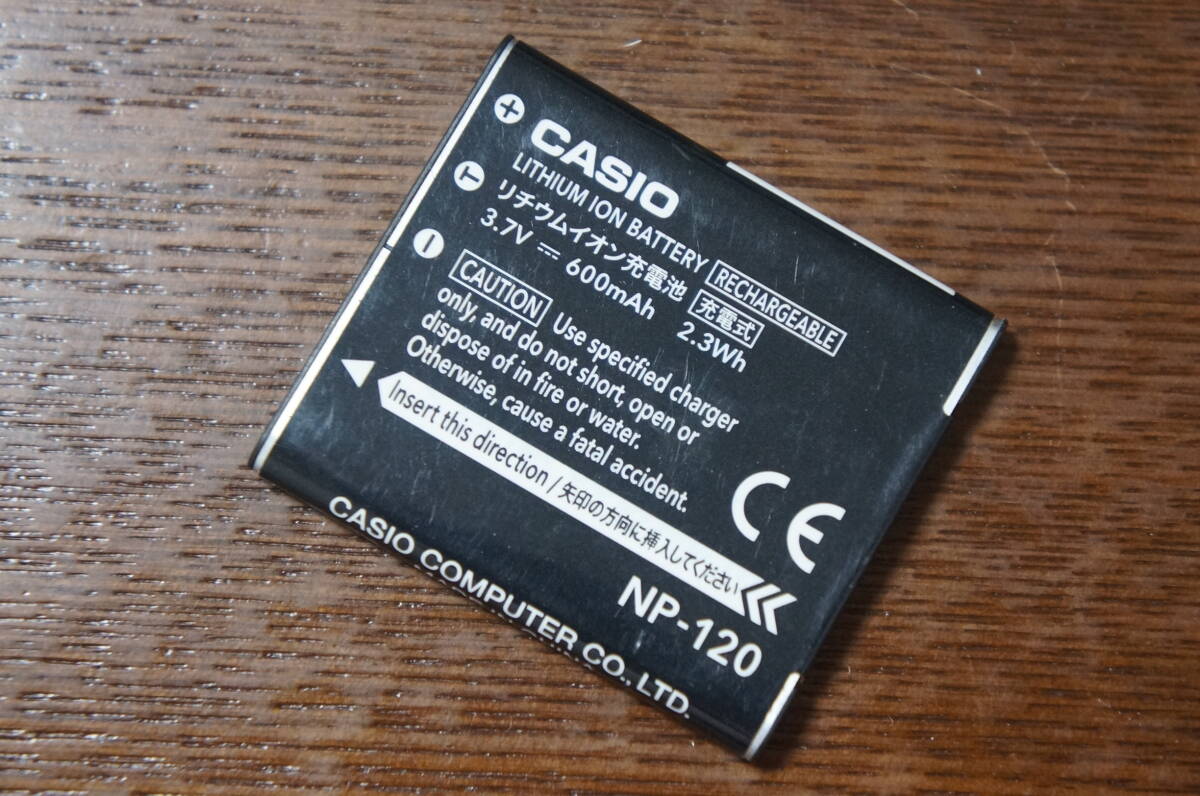 + CASIO
T LITHIUM ION BATTERY RECHARGEABLE
リチウムイオン充電池 充電式
- 3.7V ⎓ 600mAh 2.3Wh
CAUTION Use specified charger
only, and do not short, open or
dispose of in fire or water.
Otherwise, cause a fatal accident.
Insert this direction / 矢印の方向に挿入してください
CE
NP-120
CASIO COMPUTER CO., LTD.